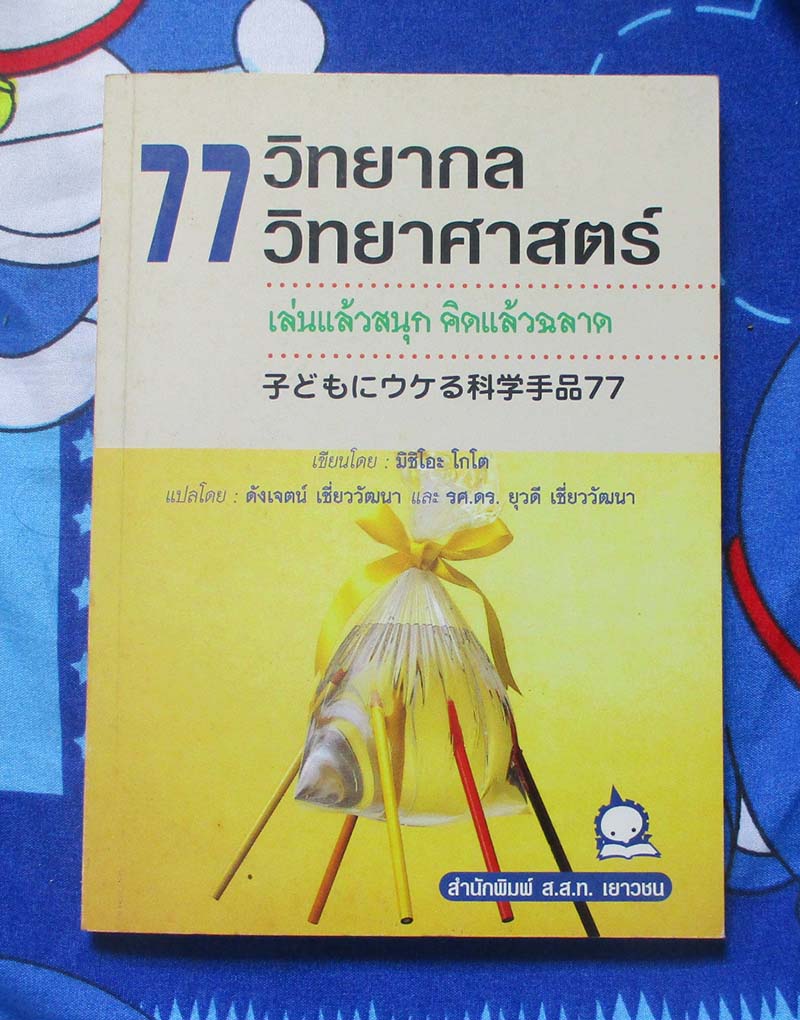 77 วิทยากล
วิทยาศาสตร์
เล่นแล้วสนุก คิดแล้วฉลาด
子どもにウケる科学手品77
เขียนโดย : มิชิโอะ โกโต
แปลโดย : ดังเจตน์ เชี่ยววัฒนา และ รศ.ดร. ยุวดี เชี่ยววัฒนา
สำนักพิมพ์ ส.ส.ท. เยาวชน